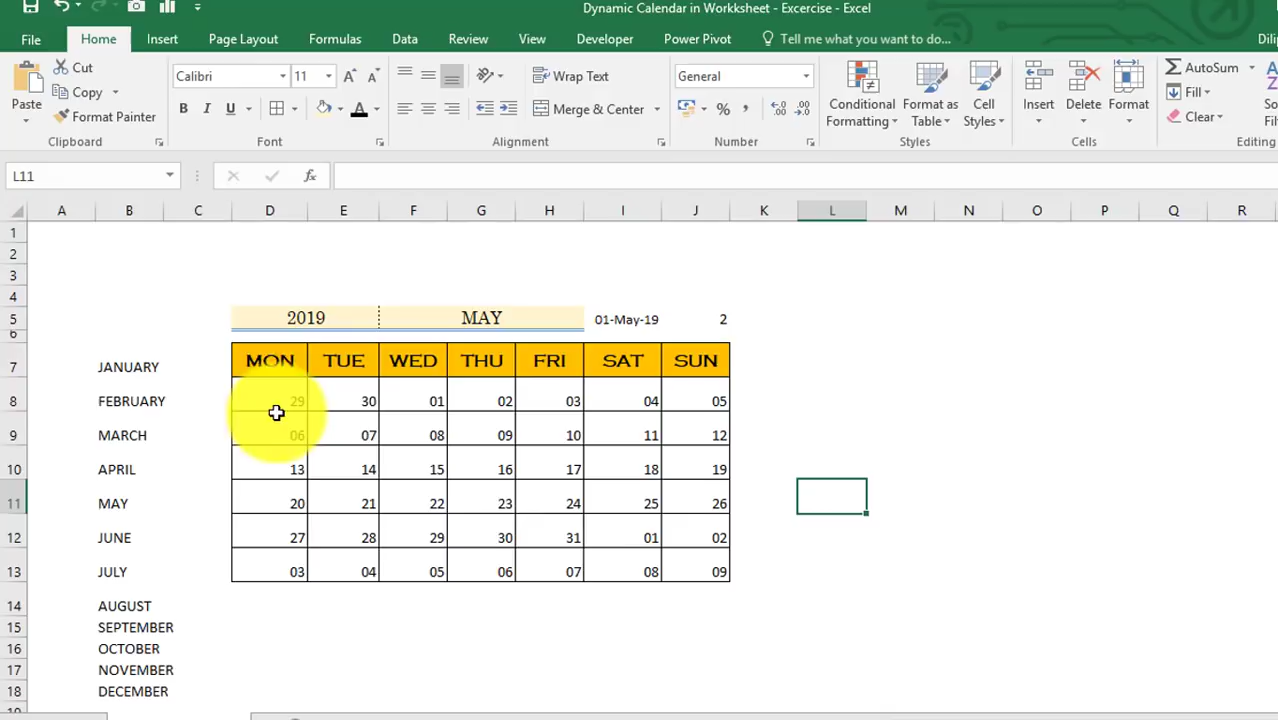 Dynamic Calendar in Workksheet - Excercise - Excel
File Home Insert Page Layout Formulas Data Review View Developer Power Pivot Tell me what you want to do...
Cut
Copy
Format Painter
Paste
Clipboard
Calibri 11
B I U
Font
Wrap Text
Merge & Center
Alignment
General
Number
Conditional Formatting
Format as Table
Cell Styles
Styles
Insert Delete Format
Cells
AutoSum
Fill
Clear
Editing
L11 fx
A B C D E F G H I J K L M N O P Q R
1
2
3
4
5 2019 MAY 01-May-19 2
6
7 JANUARY MON TUE WED THU FRI SAT SUN
8 FEBRUARY 29 30 01 02 03 04 05
9 MARCH 06 07 08 09 10 11 12
10 APRIL 13 14 15 16 17 18 19
11 MAY 20 21 22 23 24 25 26
12 JUNE 27 28 29 30 31 01 02
13 JULY 03 04 05 06 07 08 09
14 AUGUST
15 SEPTEMBER
16 OCTOBER
17 NOVEMBER
18 DECEMBER